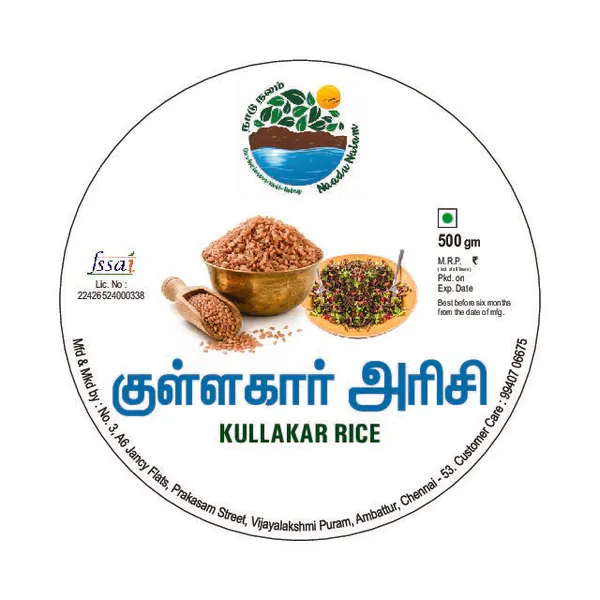 நாடு நலம்
Naadu Nalam
fssai
Lic. No :
22426524000338
500 gm
M.R.P. ₹
Pkd. on
Exp. Date
Best before six months
from the date of mfg.
குள்ளகார் அரிசி
KULLAKAR RICE
Mfd & Mkd by : No. 3, A6 Jancy Flats, Prakasam Street, Vijayalakshmi Puram, Ambattur, Chennai - 53. Customer Care : 99407 06675